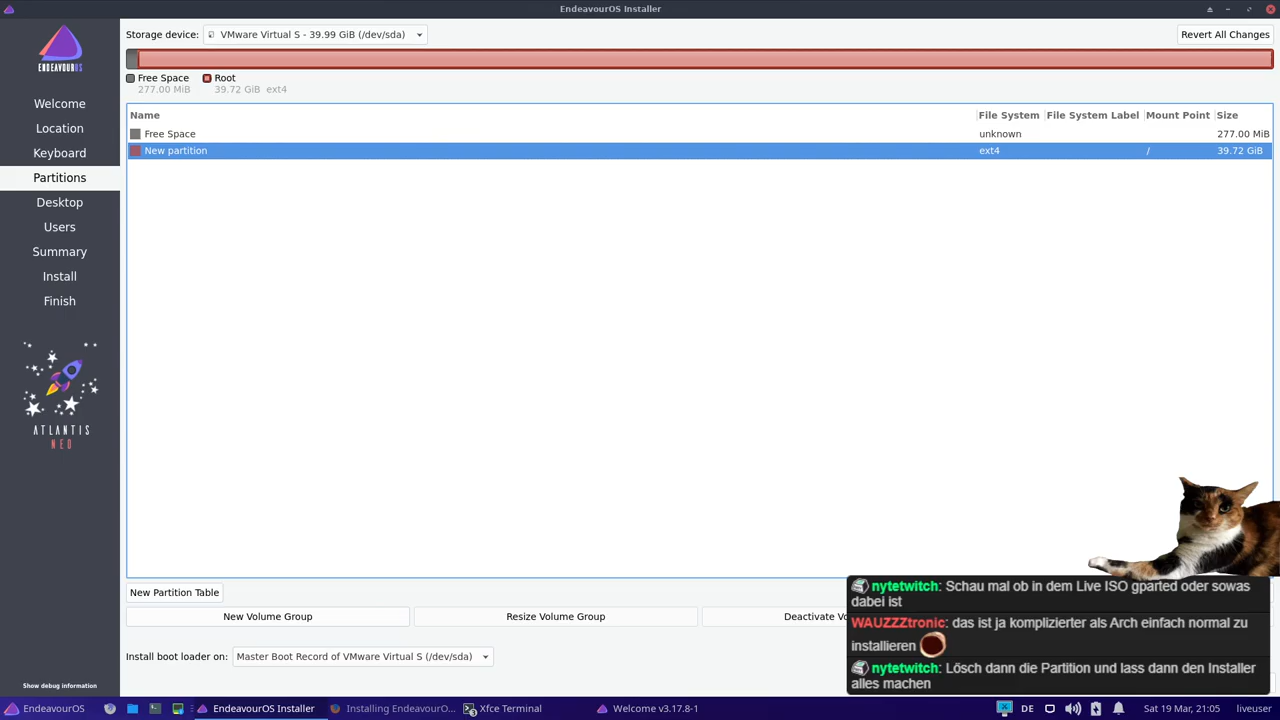 EndeavourOS Installer
ENDEAVOUROS
Welcome
Location
Keyboard
Partitions
Desktop
Users
Summary
Install
Finish
ATLANTIS
NEO
Show debug information
Storage device:
VMware Virtual S - 39.99 GiB (/dev/sda)
Revert All Changes
Free Space
Root
277.00 MiB
39.72 GiB ext4
Name File System File System Label Mount Point Size
Free Space unknown 277.00 MiB
New partition ext4 / 39.72 GiB
New Partition Table
New Volume Group
Resize Volume Group
Deactivate Vo
Install boot loader on:
Master Boot Record of VMware Virtual S (/dev/sda)
nytetwitch: Schau mal ob in dem Live ISO gparted oder sowas
dabei ist
WAUZZZtronic: das ist ja komplizierter als Arch einfach normal zu
installieren
nytetwitch: Lösch dann die Partition und lass dann den Installer
alles machen
EndeavourOS
EndeavourOS Installer
Installing EndeavourO...
Xfce Terminal
Welcome v3.17.8-1
DE
Sat 19 Mar, 21:05
liveuser